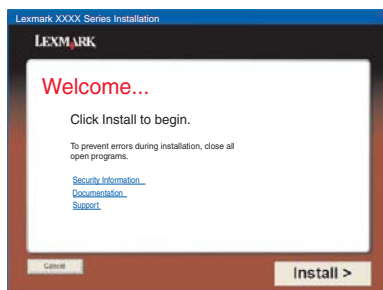 Lexmark XXXX Series Installation
LEXMARK
Welcome...
Click Install to begin.
To prevent errors during installation, close all
open programs.
Security Information
Documentation
Support
Cancel
Install >